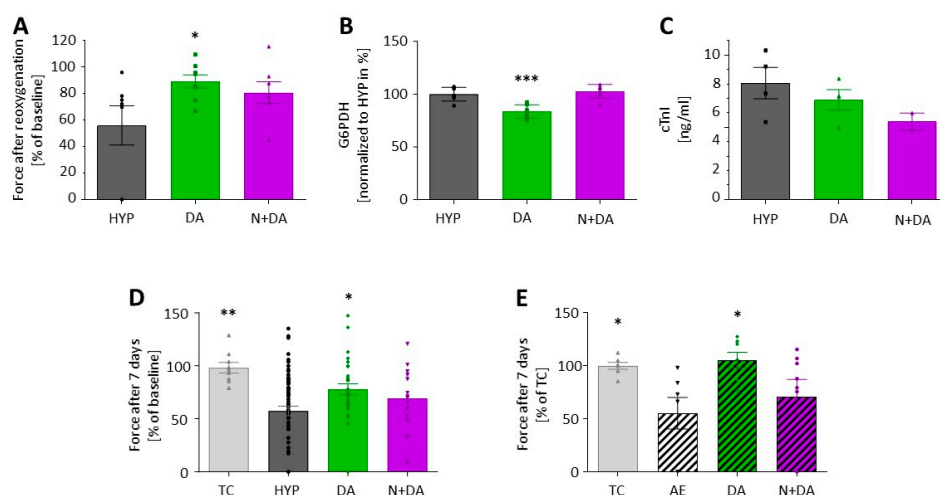 A
Force after reoxygenation
[% of baseline]
120
100
80
60
40
20
0
*
HYP
DA
N+DA
B
G6PDH
[normalized to HYP in %]
150
100
50
0
***
HYP
DA
N+DA
C
cTnI
[ng/ml]
10
8
6
4
2
0
HYP
DA
N+DA
D
Force after 7 days
[% of baseline]
150
100
50
0
**
*
TC
HYP
DA
N+DA
E
Force after 7 days
[% of TC]
150
100
50
0
*
*
TC
AE
DA
N+DA